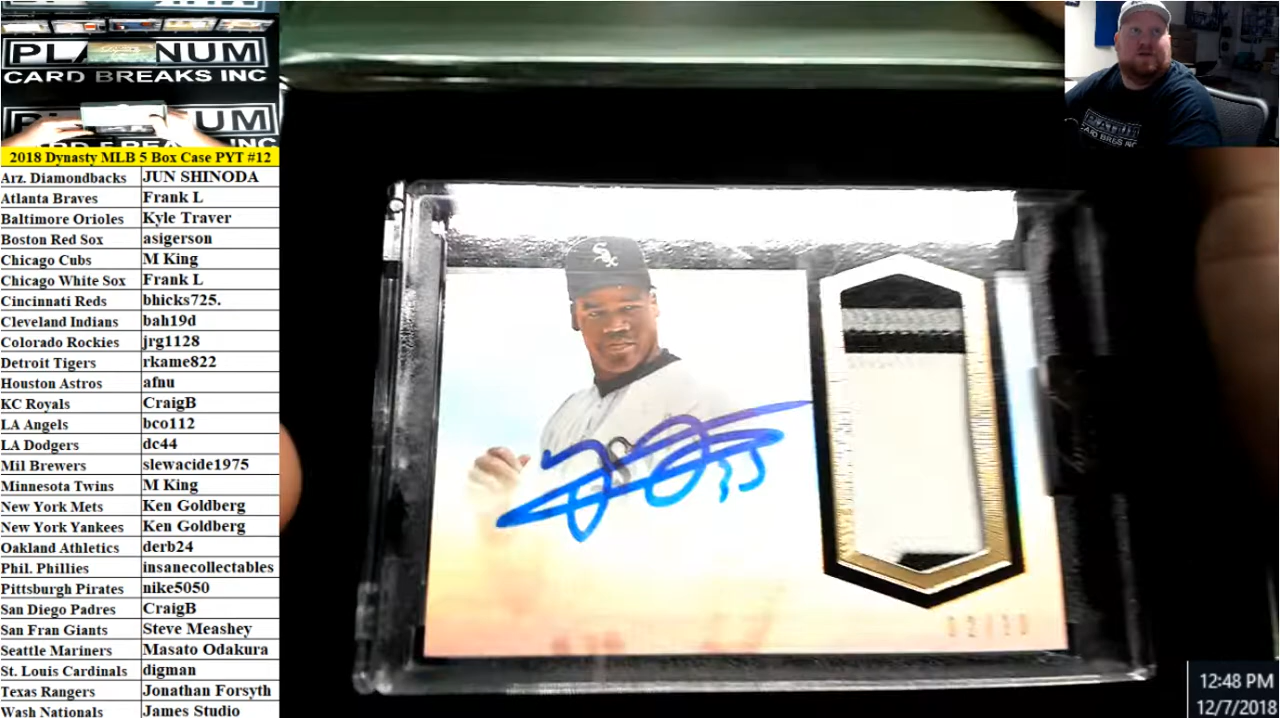 PLATINUM
CARD BREAKS INC
2018 Dynasty MLB 5 Box Case PYT #12
Arz. Diamondbacks JUN SHINODA
Atlanta Braves Frank L
Baltimore Orioles Kyle Traver
Boston Red Sox asigerson
Chicago Cubs M King
Chicago White Sox Frank L
Cincinnati Reds bhicks725.
Cleveland Indians bah19d
Colorado Rockies jrg1128
Detroit Tigers rkame822
Houston Astros afnu
KC Royals CraigB
LA Angels bco112
LA Dodgers dc44
Mil Brewers slewacide1975
Minnesota Twins M King
New York Mets Ken Goldberg
New York Yankees Ken Goldberg
Oakland Athletics derb24
Phil. Phillies insanecollectables
Pittsburgh Pirates nike5050
San Diego Padres CraigB
San Fran Giants Steve Meashey
Seattle Mariners Masato Odakura
St. Louis Cardinals digman
Texas Rangers Jonathan Forsyth
Wash Nationals James Studio
Sox
35
PLATINUM
CARD BREAKS INC
12:48 PM
12/7/2018